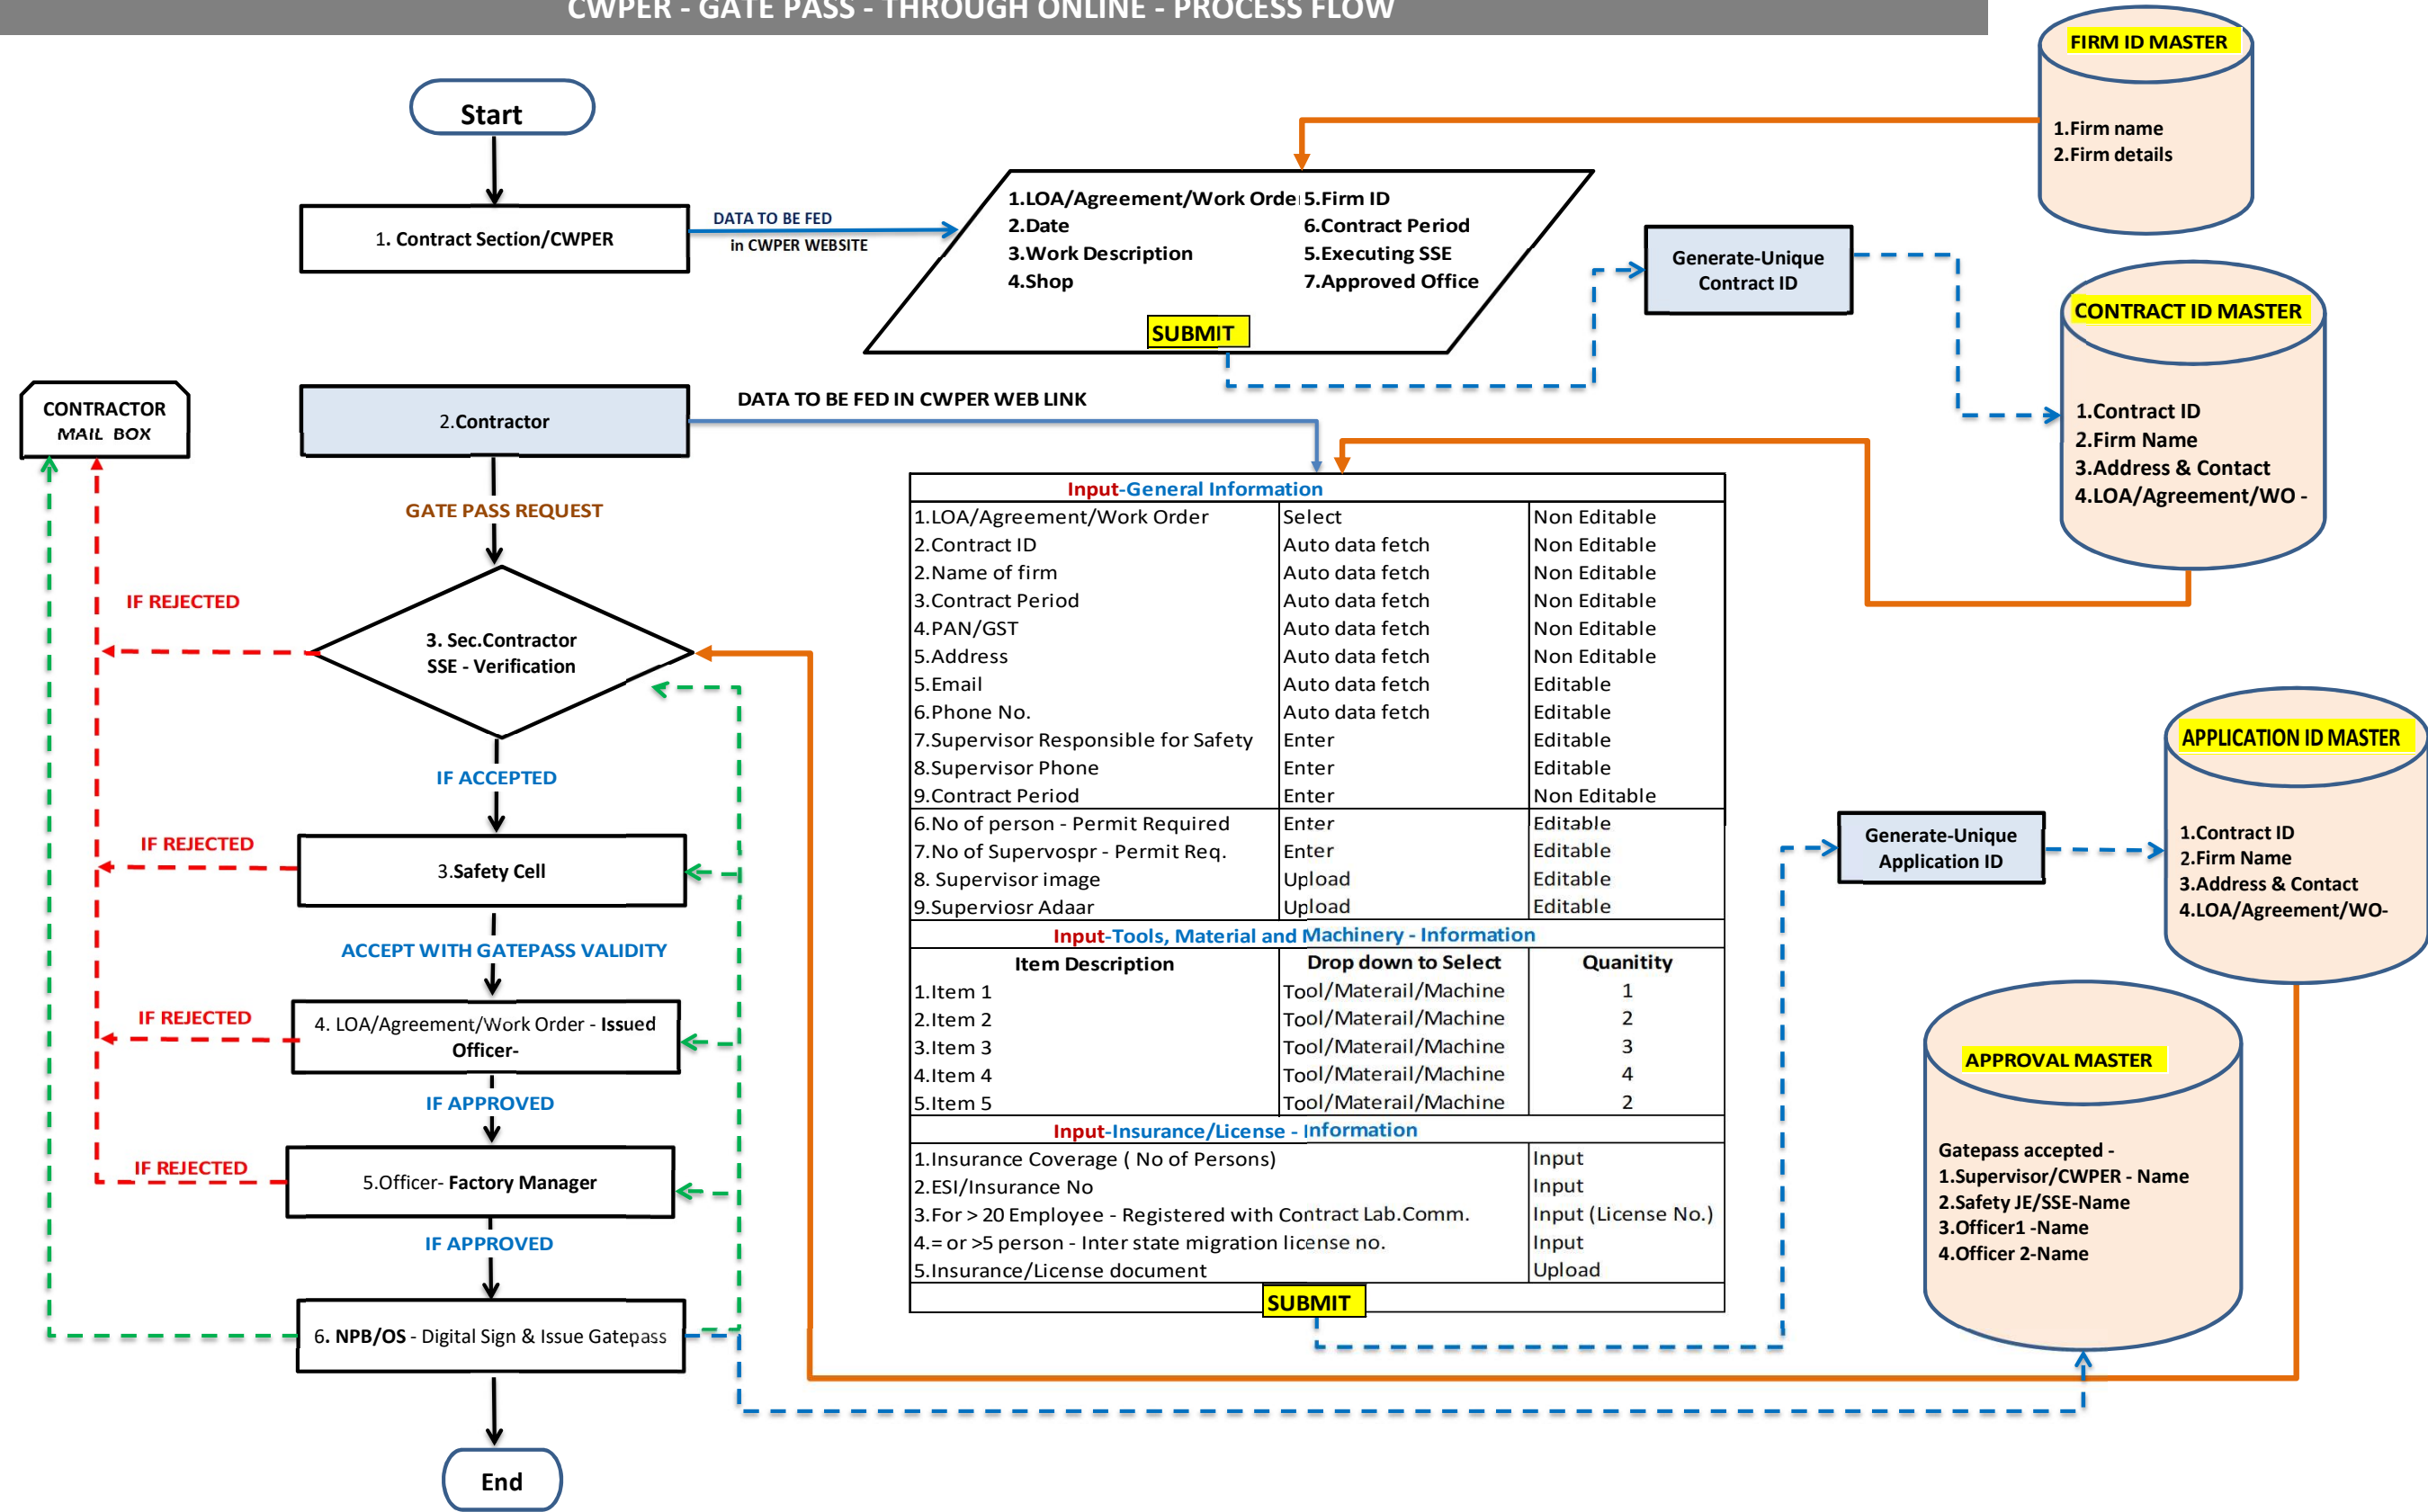 CWPER - GATE PASS - THROUGH ONLINE - PROCESS FLOW
FIRM ID MASTER
1.Firm name
2.Firm details
Start
1. Contract Section/CWPER
DATA TO BE FED
in CWPER WEBSITE
1.LOA/Agreement/Work Order 5.Firm ID
2.Date 6.Contract Period
3.Work Description 5.Executing SSE
4.Shop 7.Approved Office
SUBMIT
Generate-Unique
Contract ID
CONTRACT ID MASTER
1.Contract ID
2.Firm Name
3.Address & Contact
4.LOA/Agreement/WO -
CONTRACTOR
MAIL BOX
2.Contractor
DATA TO BE FED IN CWPER WEB LINK
GATE PASS REQUEST
IF REJECTED
3. Sec.Contractor
SSE - Verification
IF ACCEPTED
IF REJECTED
3.Safety Cell
ACCEPT WITH GATEPASS VALIDITY
IF REJECTED
4. LOA/Agreement/Work Order - Issued
Officer-
IF APPROVED
IF REJECTED
5.Officer- Factory Manager
IF APPROVED
6. NPB/OS - Digital Sign & Issue Gatepass
End
Input-General Information
1.LOA/Agreement/Work Order Select Non Editable
2.Contract ID Auto data fetch Non Editable
2.Name of firm Auto data fetch Non Editable
3.Contract Period Auto data fetch Non Editable
4.PAN/GST Auto data fetch Non Editable
5.Address Auto data fetch Non Editable
5.Email Auto data fetch Editable
6.Phone No. Auto data fetch Editable
7.Supervisor Responsible for Safety Enter Editable
8.Supervisor Phone Enter Editable
9.Contract Period Enter Non Editable
6.No of person - Permit Required Enter Editable
7.No of Supervospr - Permit Req. Enter Editable
8. Supervisor image Upload Editable
9.Superviosr Adaar Upload Editable
Input-Tools, Material and Machinery - Information
Item Description Drop down to Select Quanitity
1.Item 1 Tool/Materail/Machine 1
2.Item 2 Tool/Materail/Machine 2
3.Item 3 Tool/Materail/Machine 3
4.Item 4 Tool/Materail/Machine 4
5.Item 5 Tool/Materail/Machine 2
Input-Insurance/License - Information
1.Insurance Coverage ( No of Persons) Input
2.ESI/Insurance No Input
3.For > 20 Employee - Registered with Contract Lab.Comm. Input (License No.)
4.= or >5 person - Inter state migration license no. Input
5.Insurance/License document Upload
SUBMIT
Generate-Unique
Application ID
APPLICATION ID MASTER
1.Contract ID
2.Firm Name
3.Address & Contact
4.LOA/Agreement/WO-
APPROVAL MASTER
Gatepass accepted -
1.Supervisor/CWPER - Name
2.Safety JE/SSE-Name
3.Officer1 -Name
4.Officer 2-Name